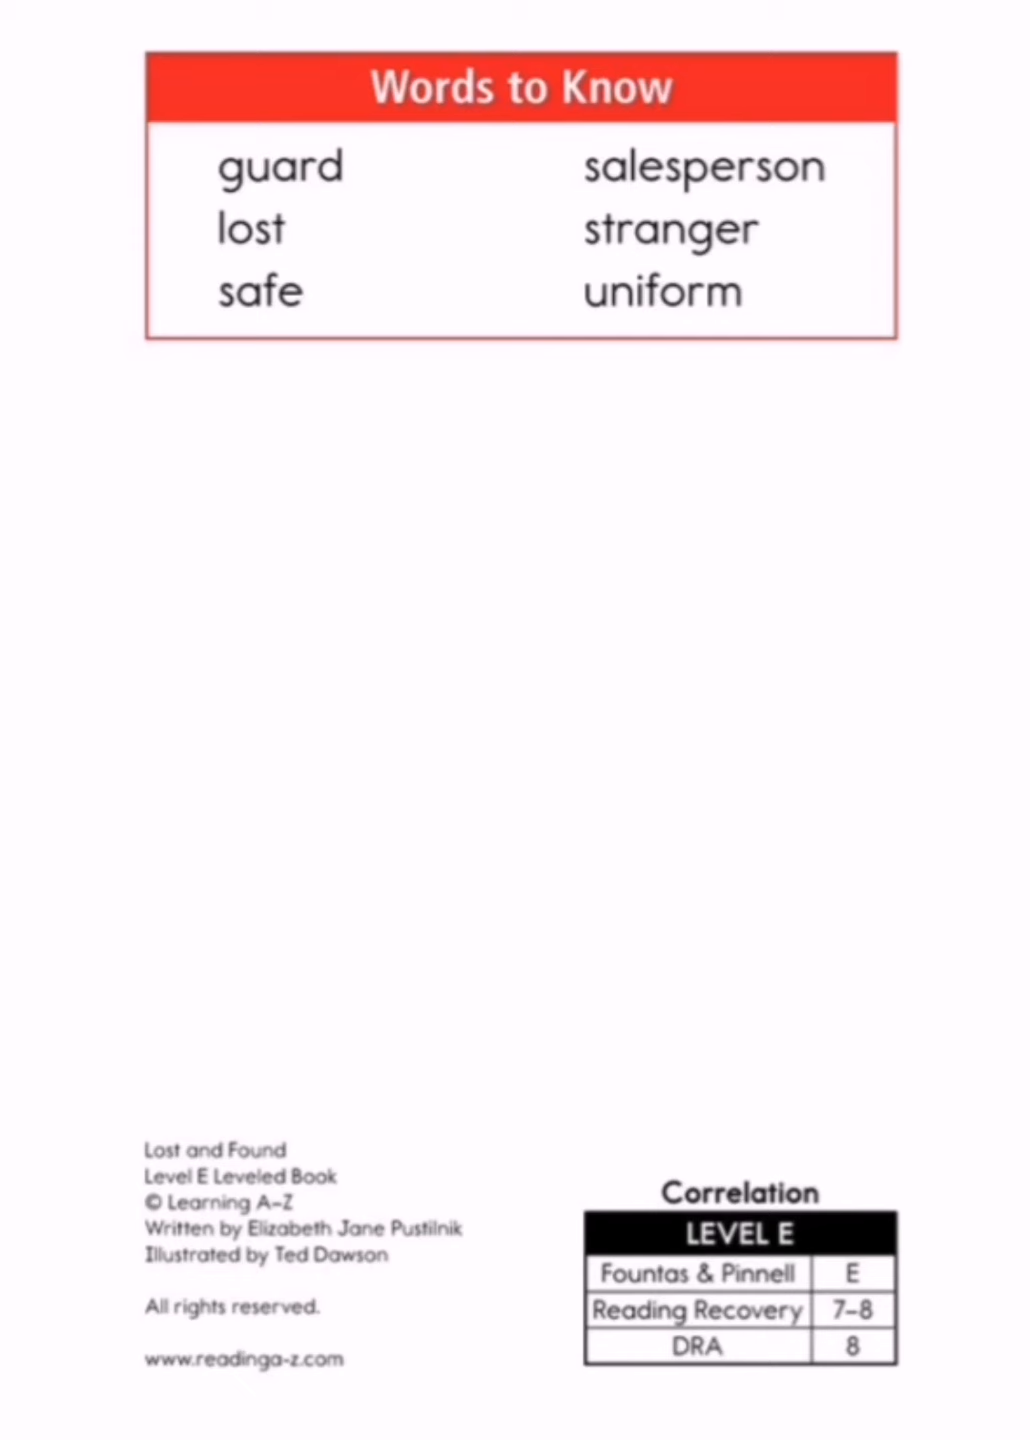 Words to Know
guard
lost
safe
salesperson
stranger
uniform
Lost and Found
Level E Leveled Book
© Learning A–Z
Written by Elizabeth Jane Pustilnik
Illustrated by Ted Dawson
All rights reserved.
www.readinga-z.com
Correlation
LEVEL E
Fountas & Pinnell E
Reading Recovery 7–8
DRA 8